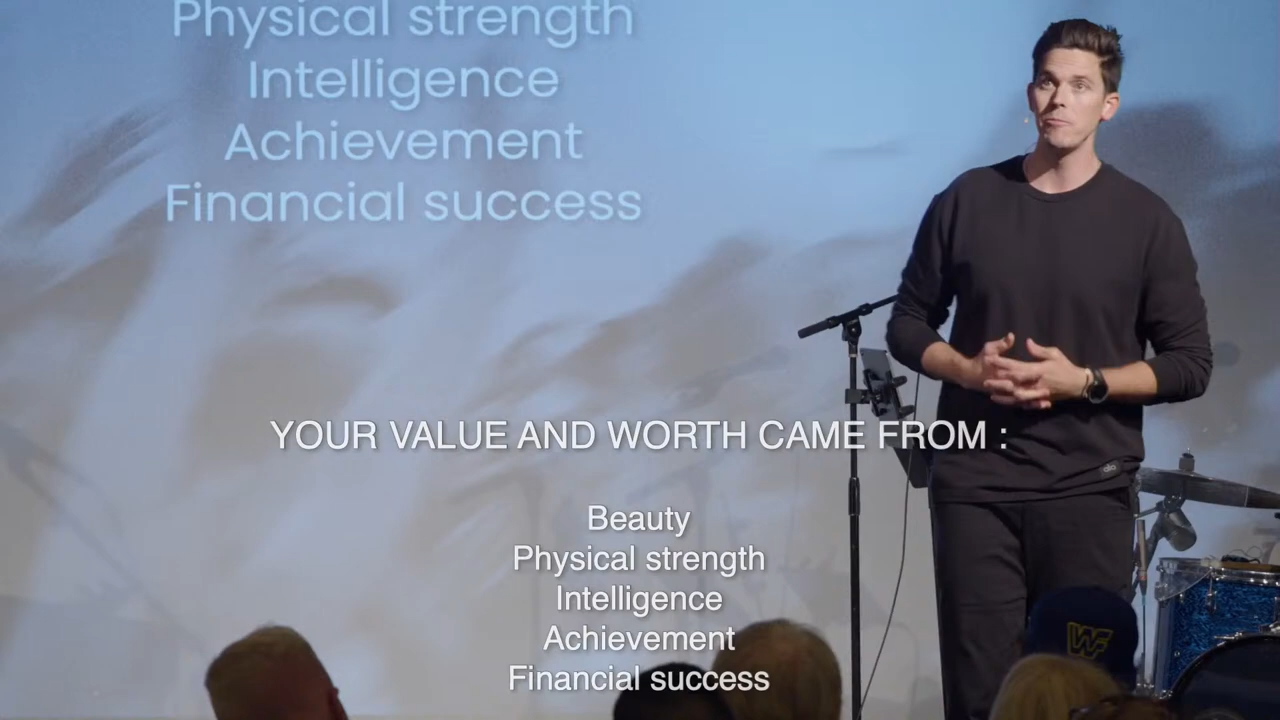 Physical strength
Intelligence
Achievement
Financial success
YOUR VALUE AND WORTH CAME FROM :
Beauty
Physical strength
Intelligence
Achievement
Financial success
alo
WF